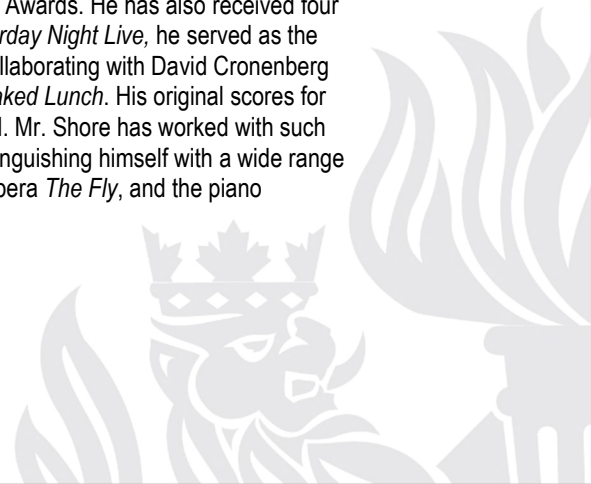 Awards. He has also received four
rday Night Live, he served as the
llaborating with David Cronenberg
aked Lunch. His original scores for
. Mr. Shore has worked with such
nguishing himself with a wide range
pera The Fly, and the piano